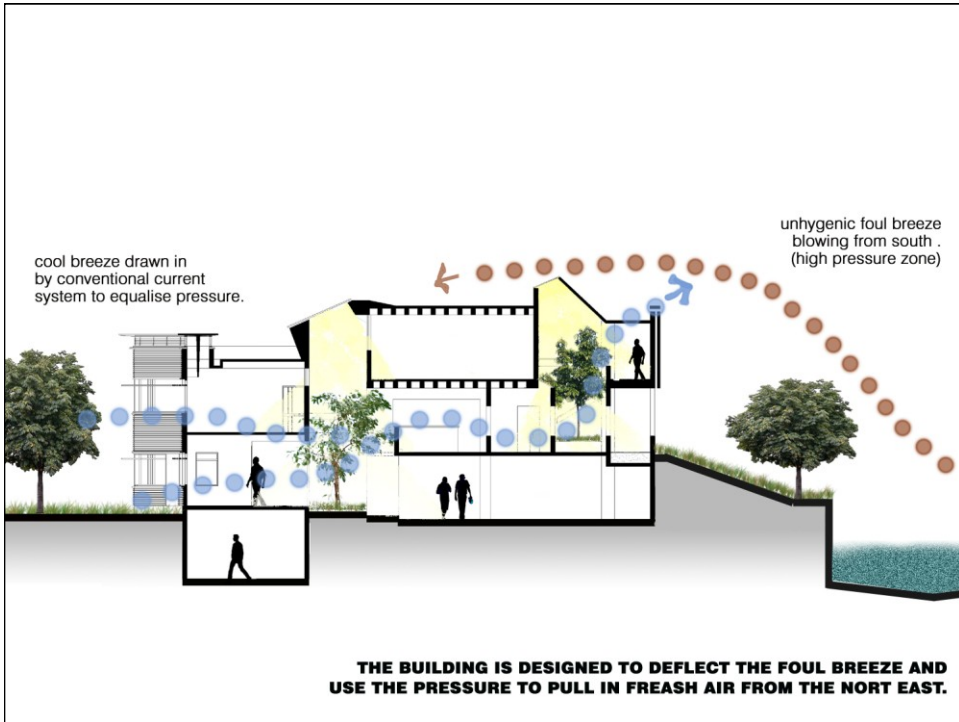 cool breeze drawn in
by conventional current
system to equalise pressure.
unhygenic foul breeze
blowing from south .
(high pressure zone)
THE BUILDING IS DESIGNED TO DEFLECT THE FOUL BREEZE AND
USE THE PRESSURE TO PULL IN FREASH AIR FROM THE NORT EAST.